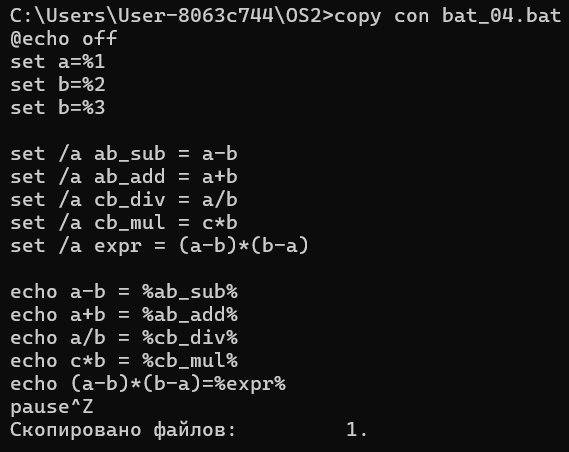 C:\Users\User-8063c744\OS2>copy con bat_04.bat
@echo off
set a=%1
set b=%2
set b=%3

set /a ab_sub = a-b
set /a ab_add = a+b
set /a cb_div = a/b
set /a cb_mul = c*b
set /a expr = (a-b)*(b-a)

echo a-b = %ab_sub%
echo a+b = %ab_add%
echo a/b = %cb_div%
echo c*b = %cb_mul%
echo (a-b)*(b-a)=%expr%
pause^Z
Скопировано файлов:         1.